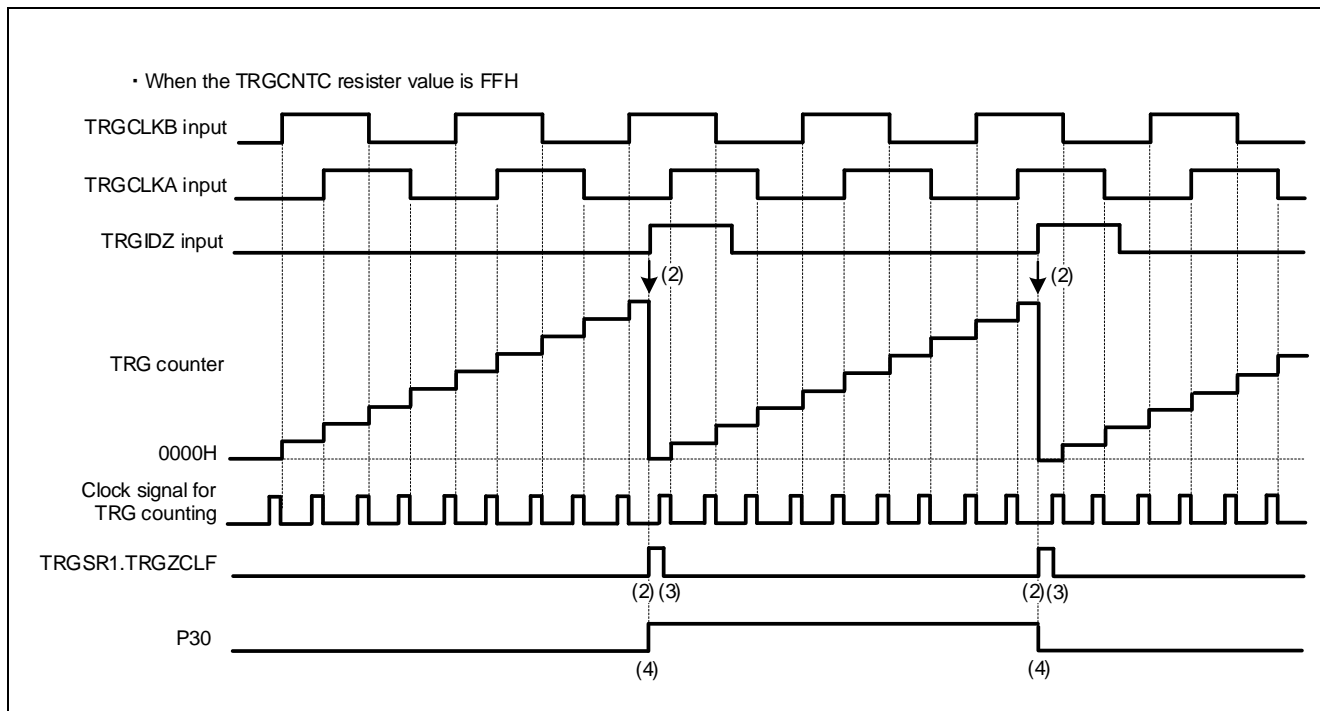 ・When the TRGCNTC resister value is FFH
TRGCLKB input
TRGCLKA input
TRGIDZ input
(2)
(2)
TRG counter
0000H
Clock signal for
TRG counting
TRGSR1.TRGZCLF
(2) (3)
(2) (3)
P30
(4)
(4)